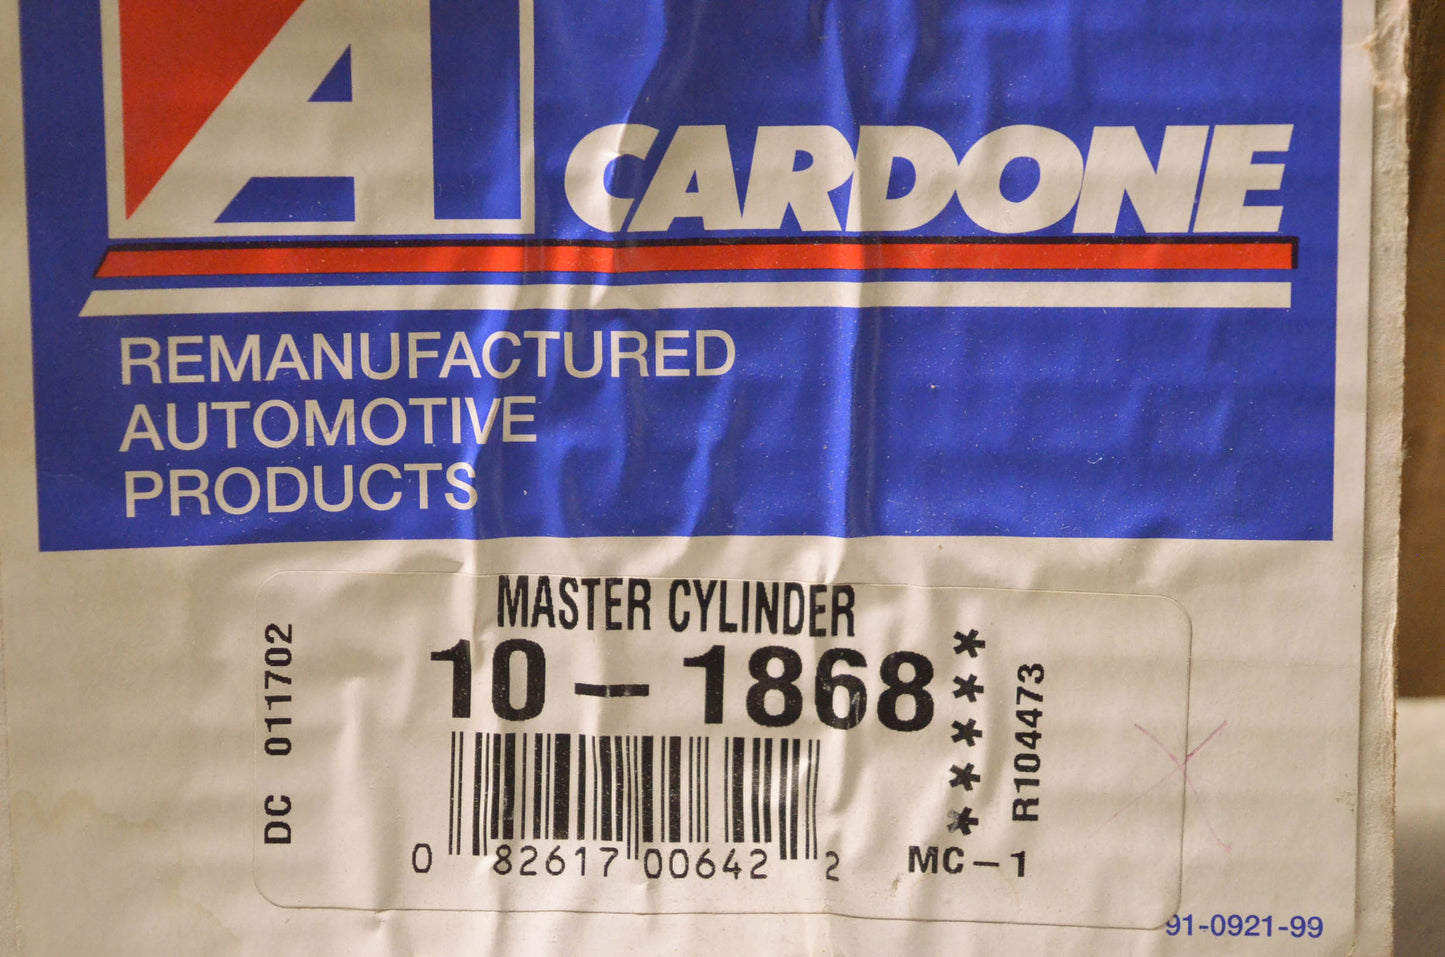 A
CARDONE
REMANUFACTURED
AUTOMOTIVE
PRODUCTS
MASTER CYLINDER
10-1868
*****
DC 011702
R104473
0 82617 00642 2
MC-1
91-0921-99